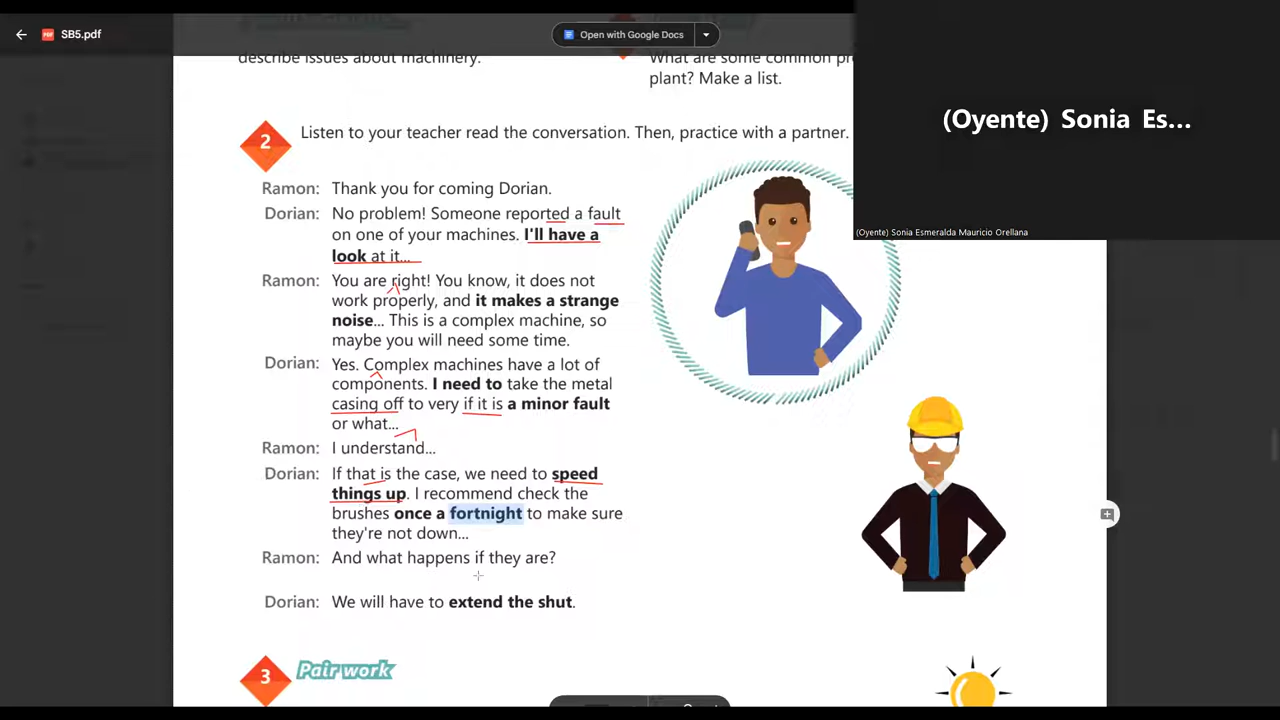 SB5.pdf
Open with Google Docs
describe issues about machinery.
What are some common pr
plant? Make a list.
(Oyente) Sonia Es...
(Oyente) Sonia Esmeralda Mauricio Orellana
2
Listen to your teacher read the conversation. Then, practice with a partner.
Ramon: Thank you for coming Dorian.
Dorian: No problem! Someone reported a fault
on one of your machines. I'll have a
look at it...
Ramon: You are right! You know, it does not
work properly, and it makes a strange
noise... This is a complex machine, so
maybe you will need some time.
Dorian: Yes. Complex machines have a lot of
components. I need to take the metal
casing off to very if it is a minor fault
or what...
Ramon: I understand...
Dorian: If that is the case, we need to speed
things up. I recommend check the
brushes once a fortnight to make sure
they're not down...
Ramon: And what happens if they are?
Dorian: We will have to extend the shut.
3
Pair work